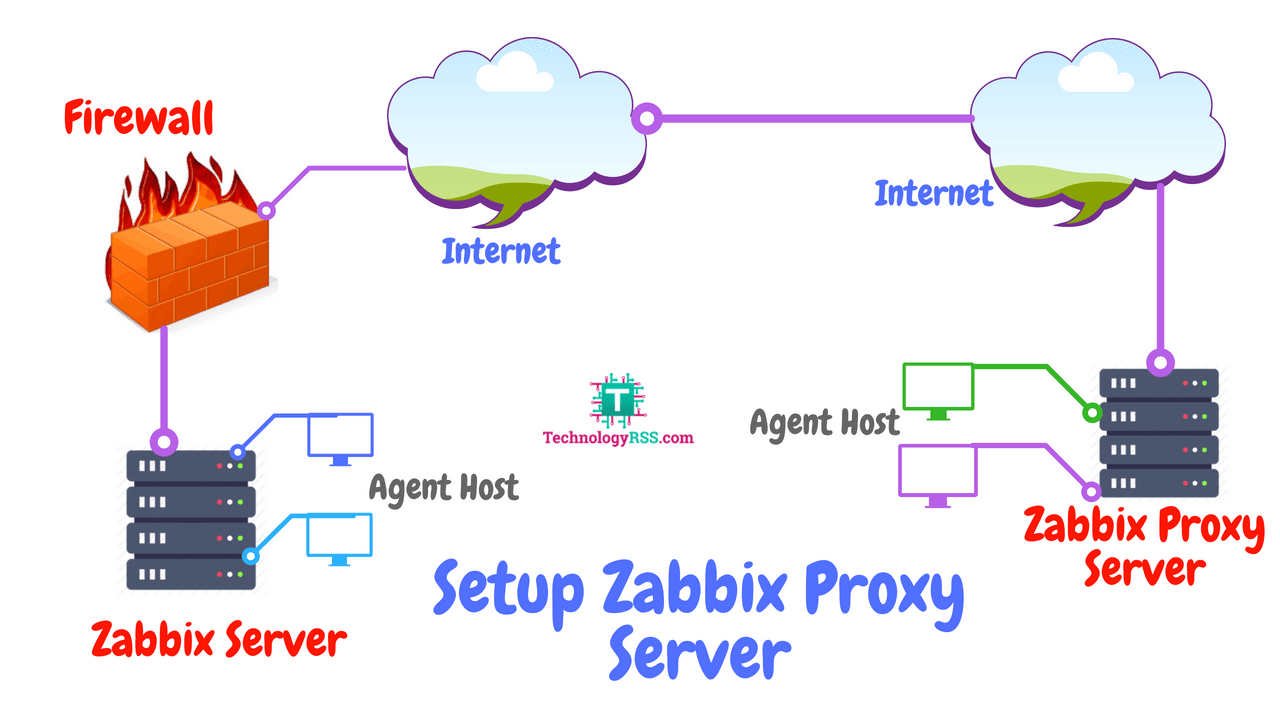 Firewall
Internet
Internet
Agent Host
T
TechnologyRSS.com
Agent Host
Zabbix Proxy
Server
Setup Zabbix Proxy
Server
Zabbix Server